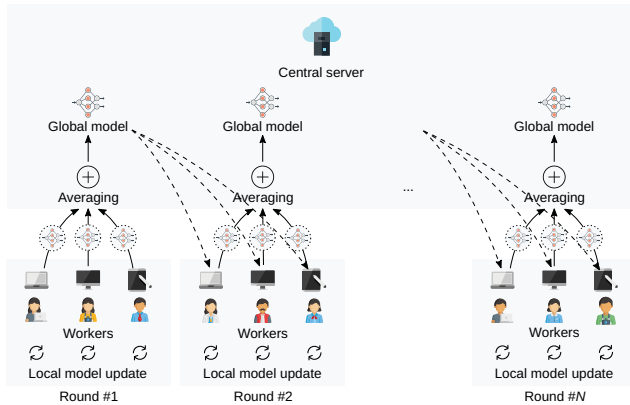 Central server
Global model
Global model
Global model
Averaging
Averaging
...
Averaging
Workers
Workers
Workers
Local model update
Local model update
Local model update
Round #1
Round #2
Round #N